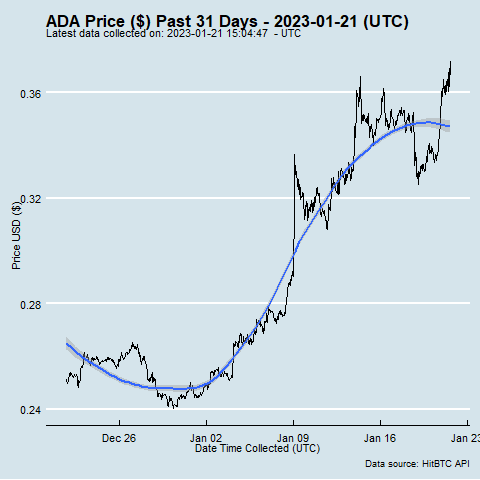 ADA Price ($) Past 31 Days - 2023-01-21 (UTC)
Latest data collected on: 2023-01-21 15:04:47 - UTC
0.36
0.32
0.28
0.24
Price USD ($)
Dec 26
Jan 02
Jan 09
Jan 16
Jan 23
Date Time Collected (UTC)
Data source: HitBTC API